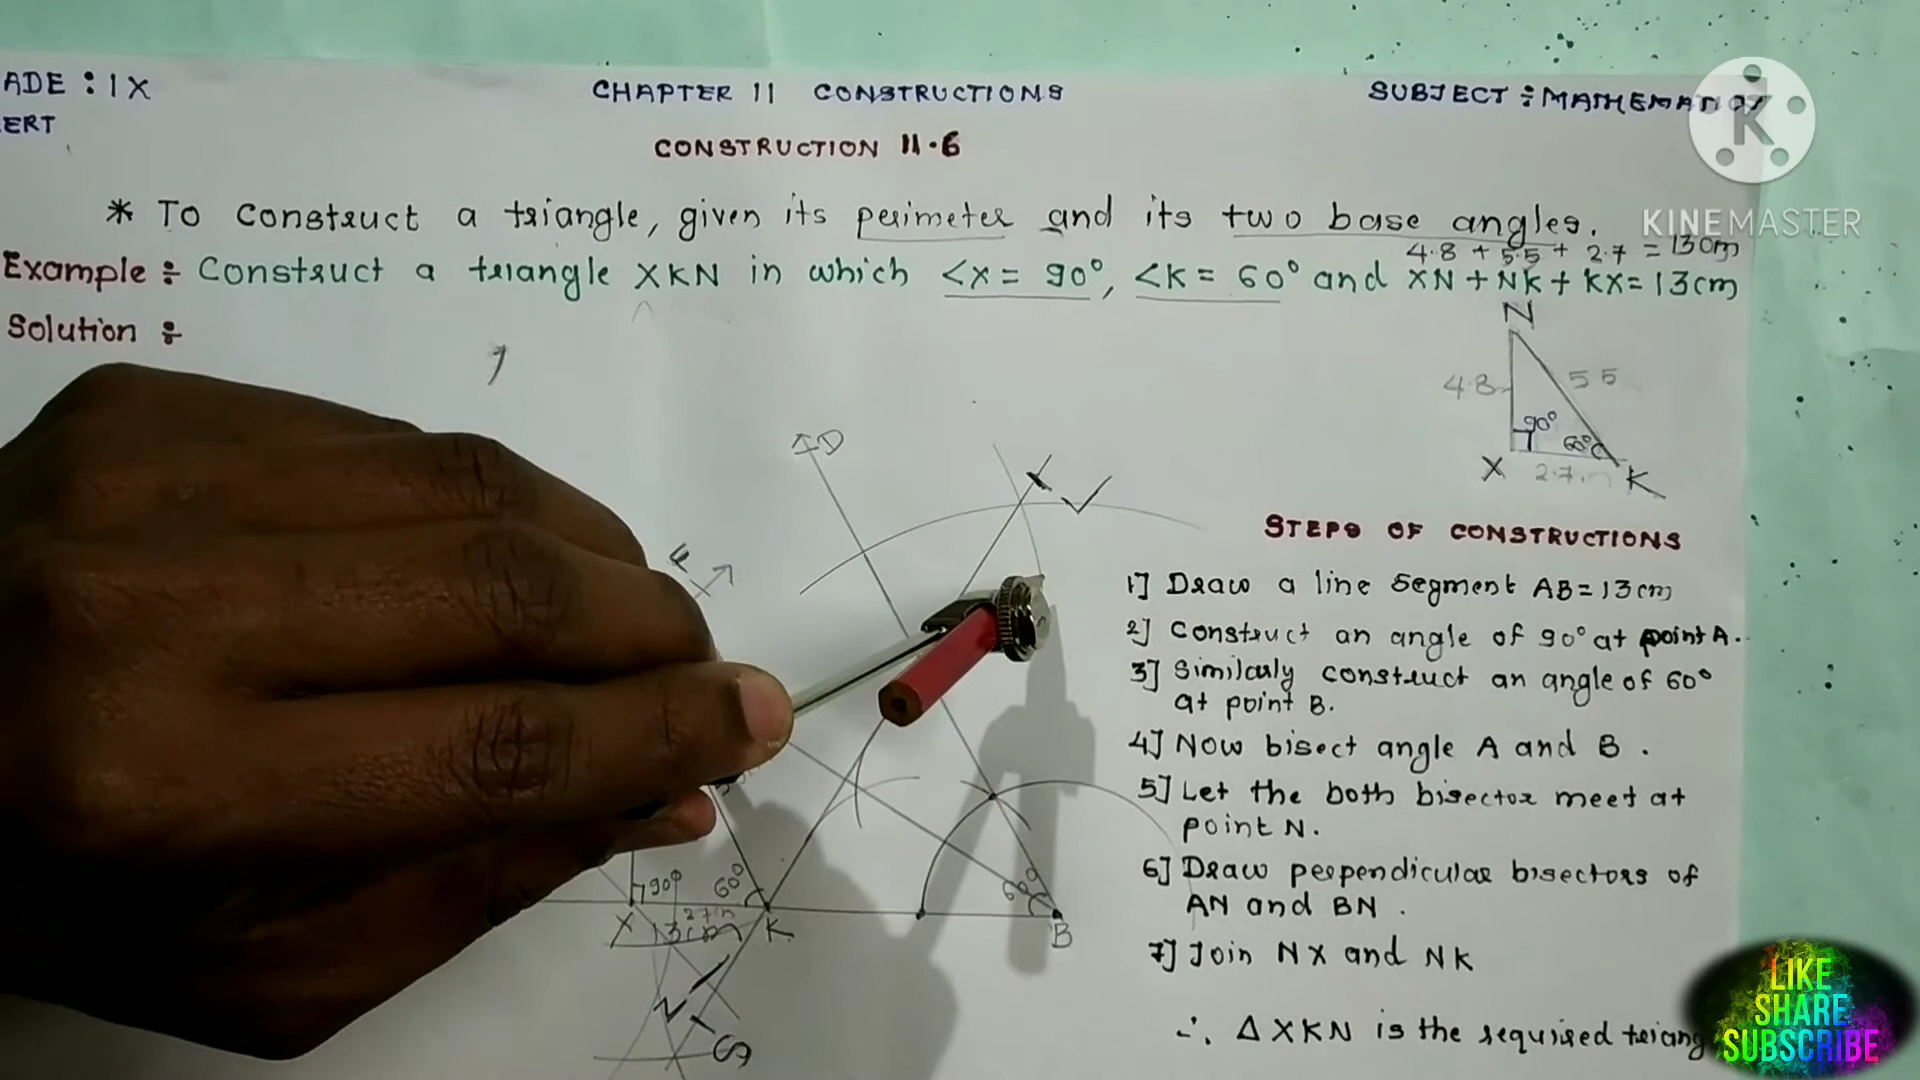 ADE : IX
CHAPTER 11 CONSTRUCTIONS
SUBJECT : MATHEMATI
ERT
CONSTRUCTION 11.6
* To construct a triangle, given its perimeter and its two base angles.
4.8 + 5.5 + 2.7 = 13cm
Example :- Construct a triangle XKN in which <X = 90°, <K = 60° and XN + NK + KX = 13cm
Solution :-
KINEMASTER
K
N
4.8
5.5
90°
60°
X
2.7
K
D
STEPS OF CONSTRUCTIONS
1] Draw a line segment AB = 13cm
2] Construct an angle of 90° at point A.
3] Similarly construct an angle of 60°
at point B.
4] Now bisect angle A and B.
5] Let the both bisector meet at
point N.
6] Draw perpendicular bisectors of
AN and BN.
7] Join NX and NK
∴ Δ XKN is the required triang
90°
60°
60°
X
13cm
K
B
LIKE
SHARE
SUBSCRIBE